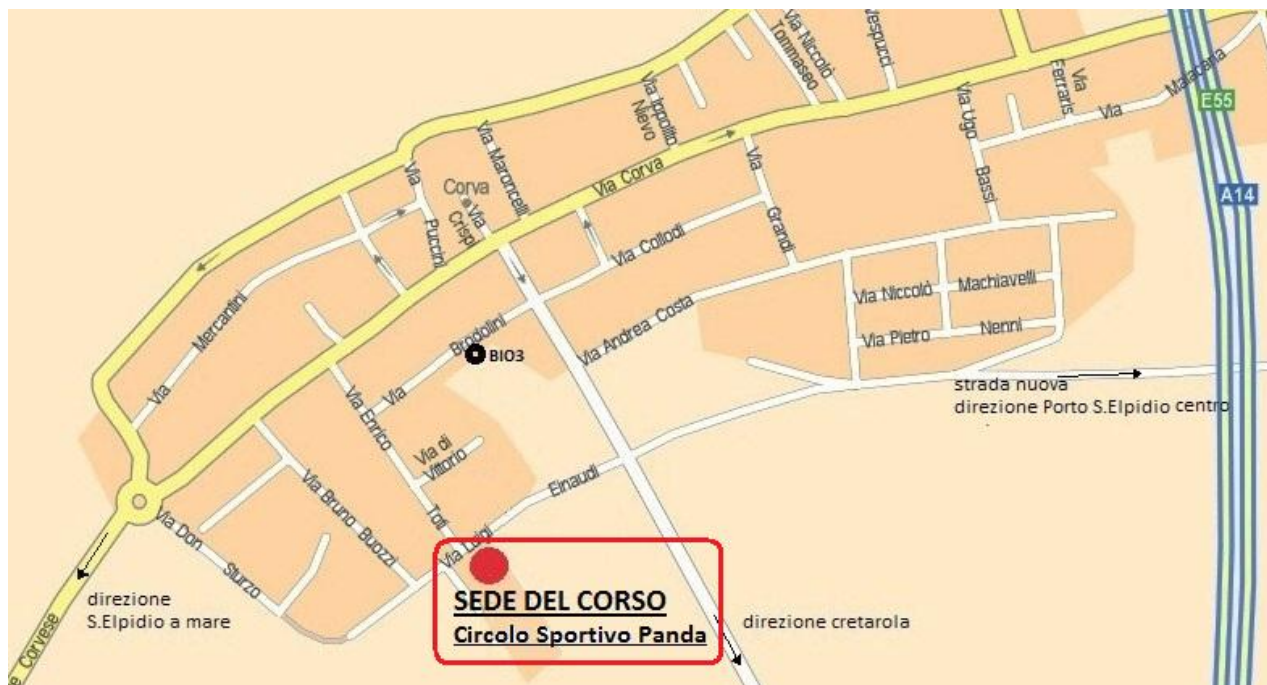 Via Niccolò
Tommaseo
Vespucci
Via Ippolito
Nievo
Via
Ferraris
Via Malacana
E55
A14
Via Ugo
Bassi
Via Maroncelli
Via Corva
Via
Puccini
Corva
Via
Crispi
Via
Grandi
Via Collodi
Via Mercantini
Via Brodolini
BIO3
Via Andrea Costa
Via Niccolò Machiavelli
Via Pietro Nenni
strada nuova
direzione Porto S.Elpidio centro
Via Enrico
Toti
Via di
Vittorio
Via Bruno Buozzi
Via Luigi Einaudi
Via Don
Sturzo
direzione
S.Elpidio a mare
SEDE DEL CORSO
Circolo Sportivo Panda
direzione cretarola
Corvese